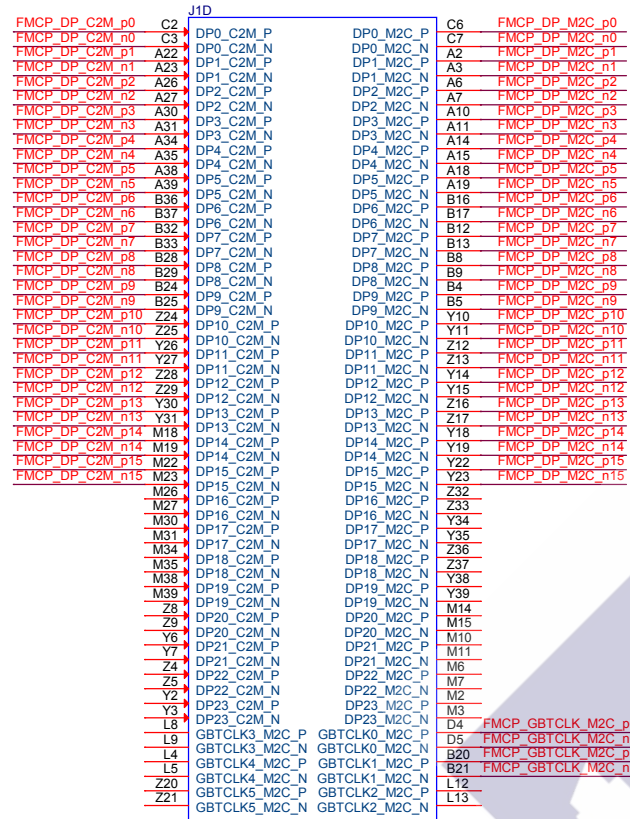 J1D
FMCP_DP_C2M_p0 C2 DP0_C2M_P DP0_M2C_P C6 FMCP_DP_M2C_p0
FMCP_DP_C2M_n0 C3 DP0_C2M_N DP0_M2C_N C7 FMCP_DP_M2C_n0
FMCP_DP_C2M_p1 A22 DP1_C2M_P DP1_M2C_P A2 FMCP_DP_M2C_p1
FMCP_DP_C2M_n1 A23 DP1_C2M_N DP1_M2C_N A3 FMCP_DP_M2C_n1
FMCP_DP_C2M_p2 A26 DP2_C2M_P DP2_M2C_P A6 FMCP_DP_M2C_p2
FMCP_DP_C2M_n2 A27 DP2_C2M_N DP2_M2C_N A7 FMCP_DP_M2C_n2
FMCP_DP_C2M_p3 A30 DP3_C2M_P DP3_M2C_P A10 FMCP_DP_M2C_p3
FMCP_DP_C2M_n3 A31 DP3_C2M_N DP3_M2C_N A11 FMCP_DP_M2C_n3
FMCP_DP_C2M_p4 A34 DP4_C2M_P DP4_M2C_P A14 FMCP_DP_M2C_p4
FMCP_DP_C2M_n4 A35 DP4_C2M_N DP4_M2C_N A15 FMCP_DP_M2C_n4
FMCP_DP_C2M_p5 A38 DP5_C2M_P DP5_M2C_P A18 FMCP_DP_M2C_p5
FMCP_DP_C2M_n5 A39 DP5_C2M_N DP5_M2C_N A19 FMCP_DP_M2C_n5
FMCP_DP_C2M_p6 B36 DP6_C2M_P DP6_M2C_P B16 FMCP_DP_M2C_p6
FMCP_DP_C2M_n6 B37 DP6_C2M_N DP6_M2C_N B17 FMCP_DP_M2C_n6
FMCP_DP_C2M_p7 B32 DP7_C2M_P DP7_M2C_P B12 FMCP_DP_M2C_p7
FMCP_DP_C2M_n7 B33 DP7_C2M_N DP7_M2C_N B13 FMCP_DP_M2C_n7
FMCP_DP_C2M_p8 B28 DP8_C2M_P DP8_M2C_P B8 FMCP_DP_M2C_p8
FMCP_DP_C2M_n8 B29 DP8_C2M_N DP8_M2C_N B9 FMCP_DP_M2C_n8
FMCP_DP_C2M_p9 B24 DP9_C2M_P DP9_M2C_P B4 FMCP_DP_M2C_p9
FMCP_DP_C2M_n9 B25 DP9_C2M_N DP9_M2C_N B5 FMCP_DP_M2C_n9
FMCP_DP_C2M_p10 Z24 DP10_C2M_P DP10_M2C_P Y10 FMCP_DP_M2C_p10
FMCP_DP_C2M_n10 Z25 DP10_C2M_N DP10_M2C_N Y11 FMCP_DP_M2C_n10
FMCP_DP_C2M_p11 Y26 DP11_C2M_P DP11_M2C_P Z12 FMCP_DP_M2C_p11
FMCP_DP_C2M_n11 Y27 DP11_C2M_N DP11_M2C_N Z13 FMCP_DP_M2C_n11
FMCP_DP_C2M_p12 Z28 DP12_C2M_P DP12_M2C_P Y14 FMCP_DP_M2C_p12
FMCP_DP_C2M_n12 Z29 DP12_C2M_N DP12_M2C_N Y15 FMCP_DP_M2C_n12
FMCP_DP_C2M_p13 Y30 DP13_C2M_P DP13_M2C_P Z16 FMCP_DP_M2C_p13
FMCP_DP_C2M_n13 Y31 DP13_C2M_N DP13_M2C_N Z17 FMCP_DP_M2C_n13
FMCP_DP_C2M_p14 M18 DP14_C2M_P DP14_M2C_P Y18 FMCP_DP_M2C_p14
FMCP_DP_C2M_n14 M19 DP14_C2M_N DP14_M2C_N Y19 FMCP_DP_M2C_n14
FMCP_DP_C2M_p15 M22 DP15_C2M_P DP15_M2C_P Y22 FMCP_DP_M2C_p15
FMCP_DP_C2M_n15 M23 DP15_C2M_N DP15_M2C_N Y23 FMCP_DP_M2C_n15
M26 DP16_C2M_P DP16_M2C_P Z32
M27 DP16_C2M_N DP16_M2C_N Z33
M30 DP17_C2M_P DP17_M2C_P Y34
M31 DP17_C2M_N DP17_M2C_N Y35
M34 DP18_C2M_P DP18_M2C_P Z36
M35 DP18_C2M_N DP18_M2C_N Z37
M38 DP19_C2M_P DP19_M2C_P Y38
M39 DP19_C2M_N DP19_M2C_N Y39
Z8 DP20_C2M_P DP20_M2C_P M14
Z9 DP20_C2M_N DP20_M2C_N M15
Y6 DP21_C2M_P DP21_M2C_P M10
Y7 DP21_C2M_N DP21_M2C_N M11
Z4 DP22_C2M_P DP22_M2C_P M6
Z5 DP22_C2M_N DP22_M2C_N M7
Y2 DP23_C2M_P DP23_M2C_P M2
Y3 DP23_C2M_N DP23_M2C_N M3
L8 GBTCLK3_M2C_P GBTCLK0_M2C_P D4 FMCP_GBTCLK_M2C_p
L9 GBTCLK3_M2C_N GBTCLK0_M2C_N D5 FMCP_GBTCLK_M2C_n
L4 GBTCLK4_M2C_P GBTCLK1_M2C_P B20 FMCP_GBTCLK_M2C_p
L5 GBTCLK4_M2C_N GBTCLK1_M2C_N B21 FMCP_GBTCLK_M2C_n
Z20 GBTCLK5_M2C_P GBTCLK2_M2C_P L12
Z21 GBTCLK5_M2C_N GBTCLK2_M2C_N L13